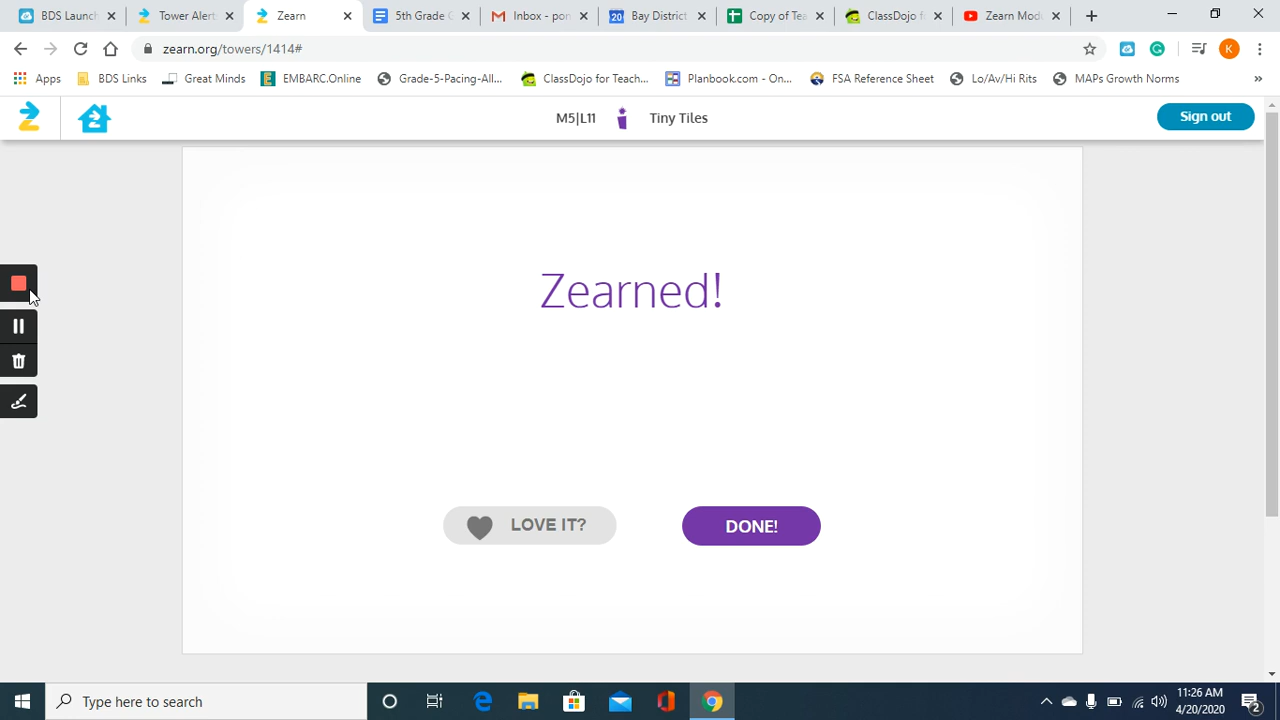 BDS Launch
Tower Alert
Zearn
5th Grade G
Inbox - por
20
Bay District
Copy of Tea
ClassDojo f
Zearn Mod
zearn.org/towers/1414#
K
Apps
BDS Links
Great Minds
EMBARC.Online
Grade-5-Pacing-All...
ClassDojo for Teach...
Planbook.com - On...
FSA Reference Sheet
Lo/Av/Hi Rits
MAPs Growth Norms
»
M5|L11
Tiny Tiles
Sign out
Zearned!
LOVE IT?
DONE!
Type here to search
11:26 AM
4/20/2020
2